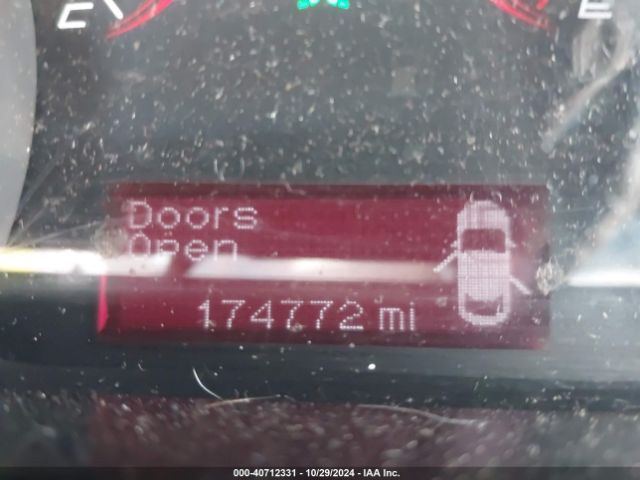 E
E
Doors
Open
174772 mi
000-40712331 - 10/29/2024 - IAA Inc.